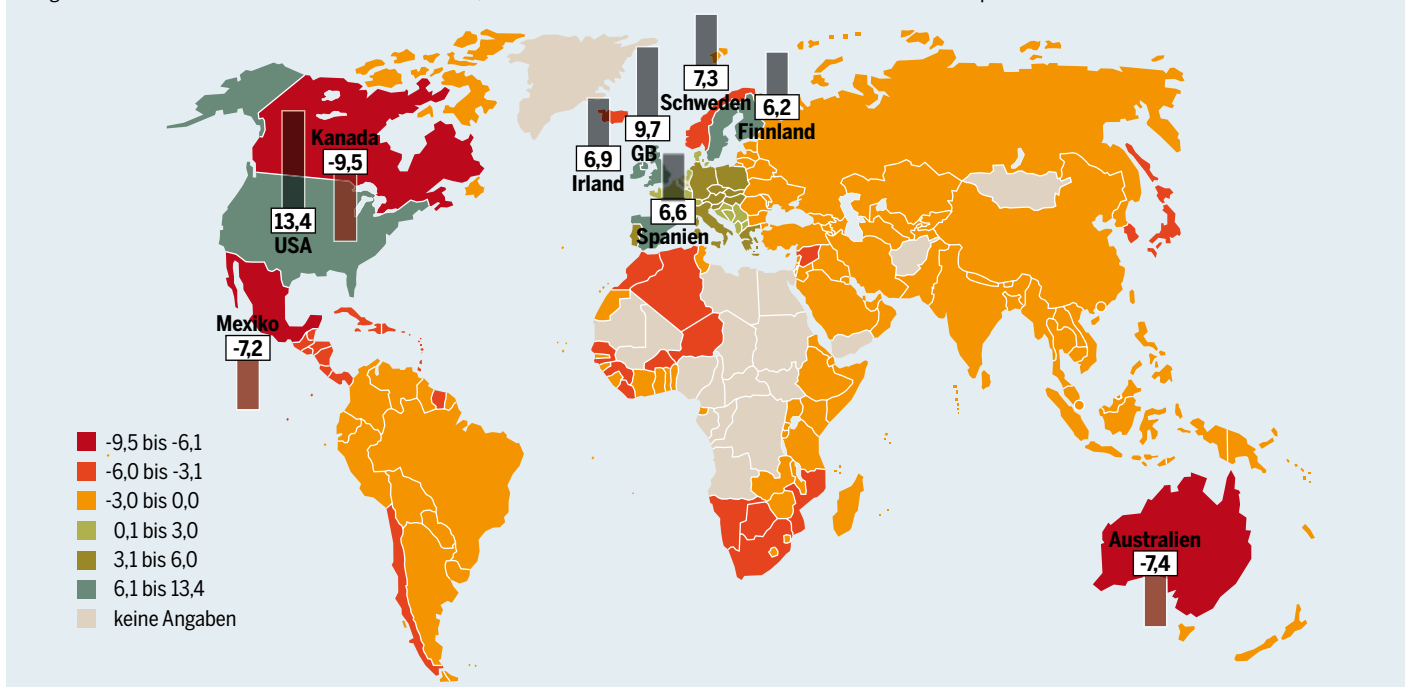 7,3
Schweden
6,2
Finnland
9,7
GB
6,9
Irland
6,6
Spanien
Kanada
-9,5
13,4
USA
Mexiko
-7,2
Australien
-7,4
-9,5 bis -6,1
-6,0 bis -3,1
-3,0 bis 0,0
0,1 bis 3,0
3,1 bis 6,0
6,1 bis 13,4
keine Angaben